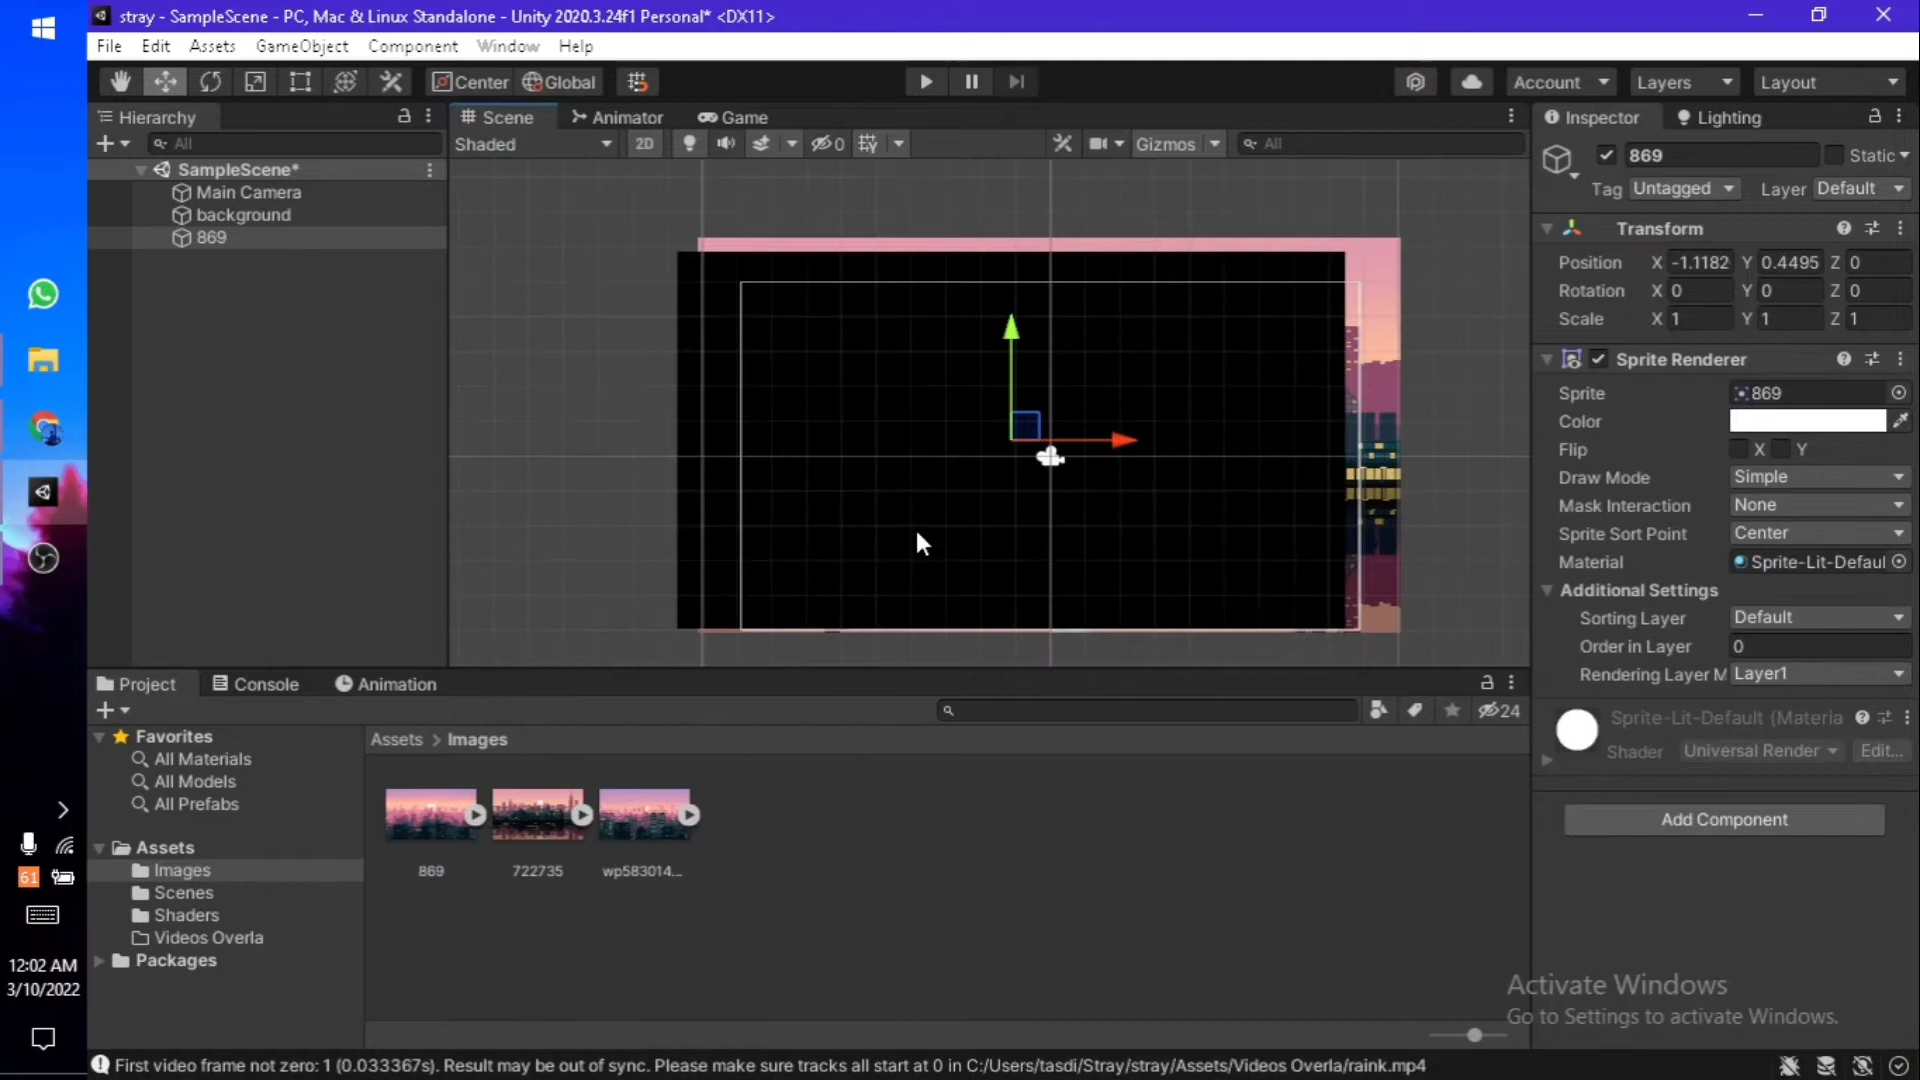 stray - SampleScene - PC, Mac & Linux Standalone - Unity 2020.3.24f1 Personal* <DX11>
File Edit Assets GameObject Component Window Help
Center Global Account Layers Layout
Hierarchy
All
SampleScene*
Main Camera
background
869
Scene Animator Game
Shaded 2D 0 Gizmos All
Inspector Lighting
869 Static
Tag Untagged Layer Default
Transform
Position X -1.1182 Y 0.4495 Z 0
Rotation X 0 Y 0 Z 0
Scale X 1 Y 1 Z 1
Sprite Renderer
Sprite 869
Color
Flip X Y
Draw Mode Simple
Mask Interaction None
Sprite Sort Point Center
Material Sprite-Lit-Defaul
Additional Settings
Sorting Layer Default
Order in Layer 0
Rendering Layer M Layer1
Sprite-Lit-Default (Materia
Shader Universal Render Edit...
Add Component
Project Console Animation
24
Favorites
All Materials
All Models
All Prefabs
Assets
Images
Scenes
Shaders
Videos Overla
Packages
Assets > Images
869 722735 wp583014...
61
12:02 AM
3/10/2022
Activate Windows
Go to Settings to activate Windows.
First video frame not zero: 1 (0.033367s). Result may be out of sync. Please make sure tracks all start at 0 in C:/Users/tasdi/Stray/stray/Assets/Videos Overla/raink.mp4